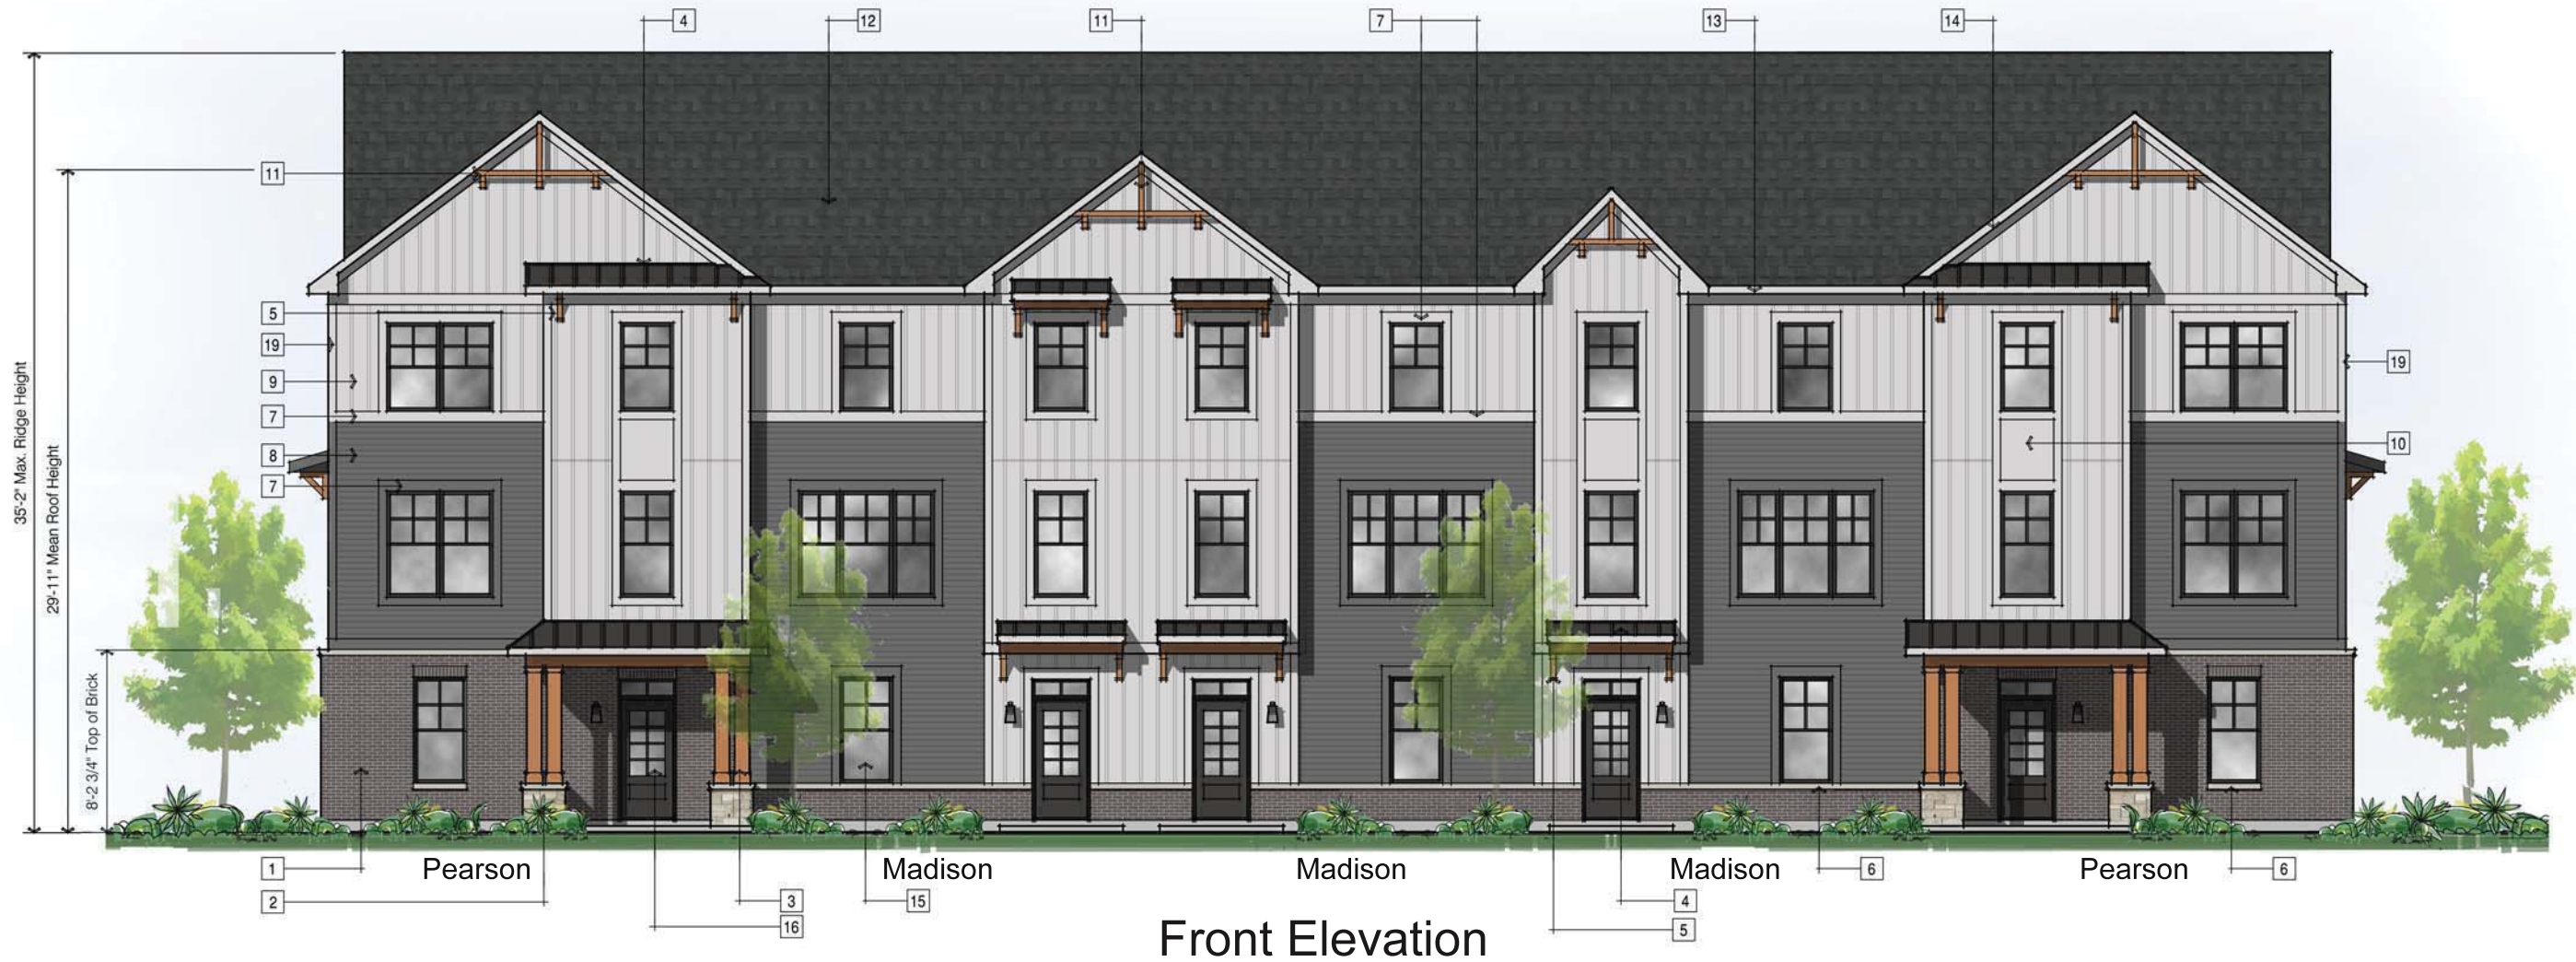 4 12 11 7 13 14
11
5
19
19
9
7
10
8
7
35'-2" Max. Ridge Height
29'-11" Mean Roof Height
8'-2 3/4" Top of Brick
1 Pearson Madison Madison Madison 6 Pearson 6
2 3 15 4
16 5
Front Elevation